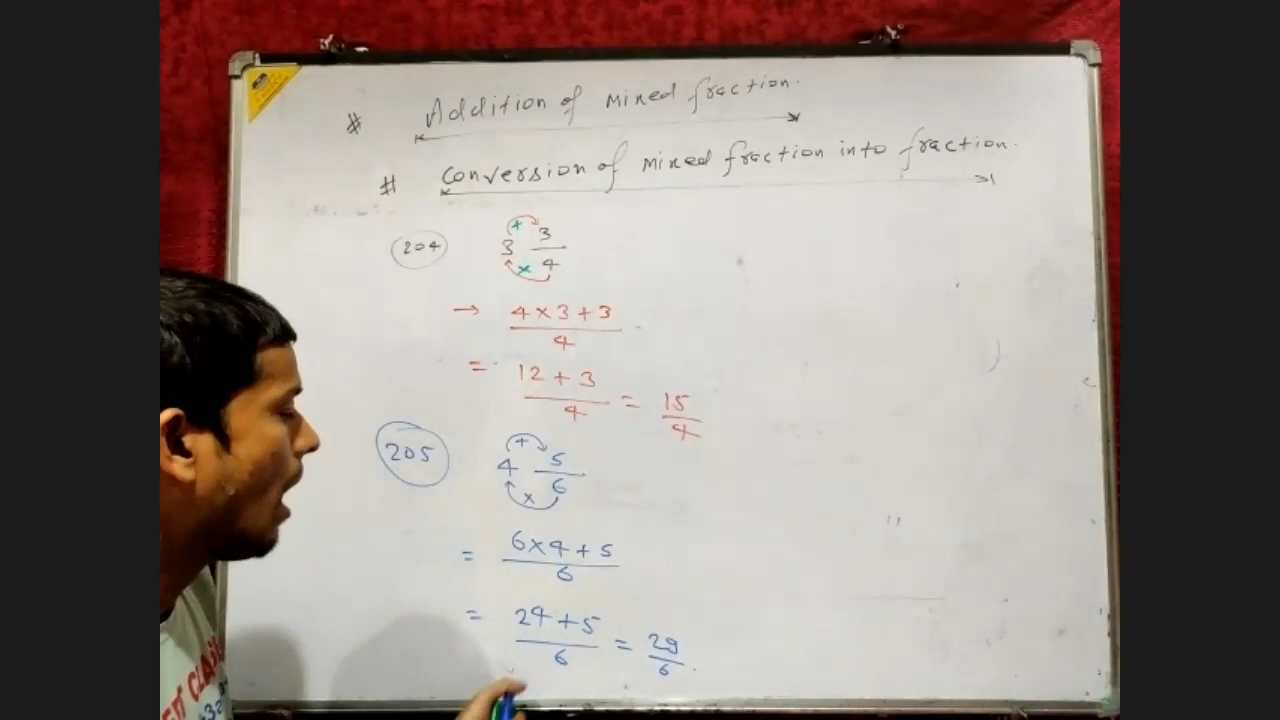 # Addition of mixed fraction.
# Conversion of mixed fraction into fraction.
204 3 3/4
+
×
→ 4×3+3/4
= 12+3/4 = 15/4
205 4 5/6
+
×
= 6×4+5/6
= 24+5/6 = 29/6.